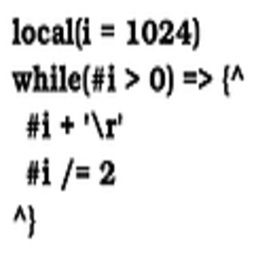 local(i = 1024)
while(#i > 0) => {^
  #i + '\r'
  #i /= 2
^}